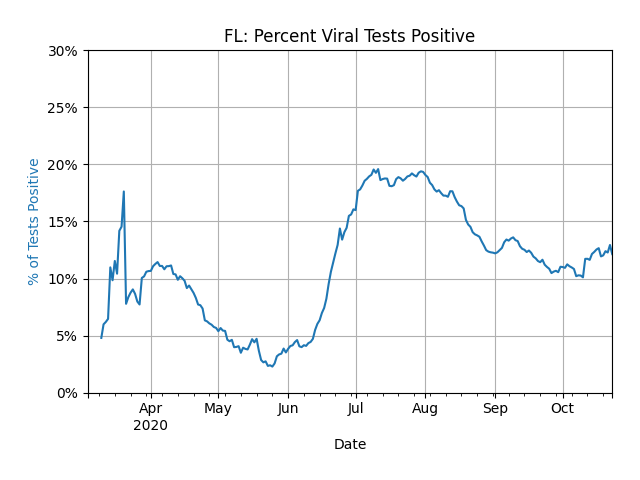 FL: Percent Viral Tests Positive
% of Tests Positive
30%
25%
20%
15%
10%
5%
0%
Apr May Jun Jul Aug Sep Oct
2020
Date